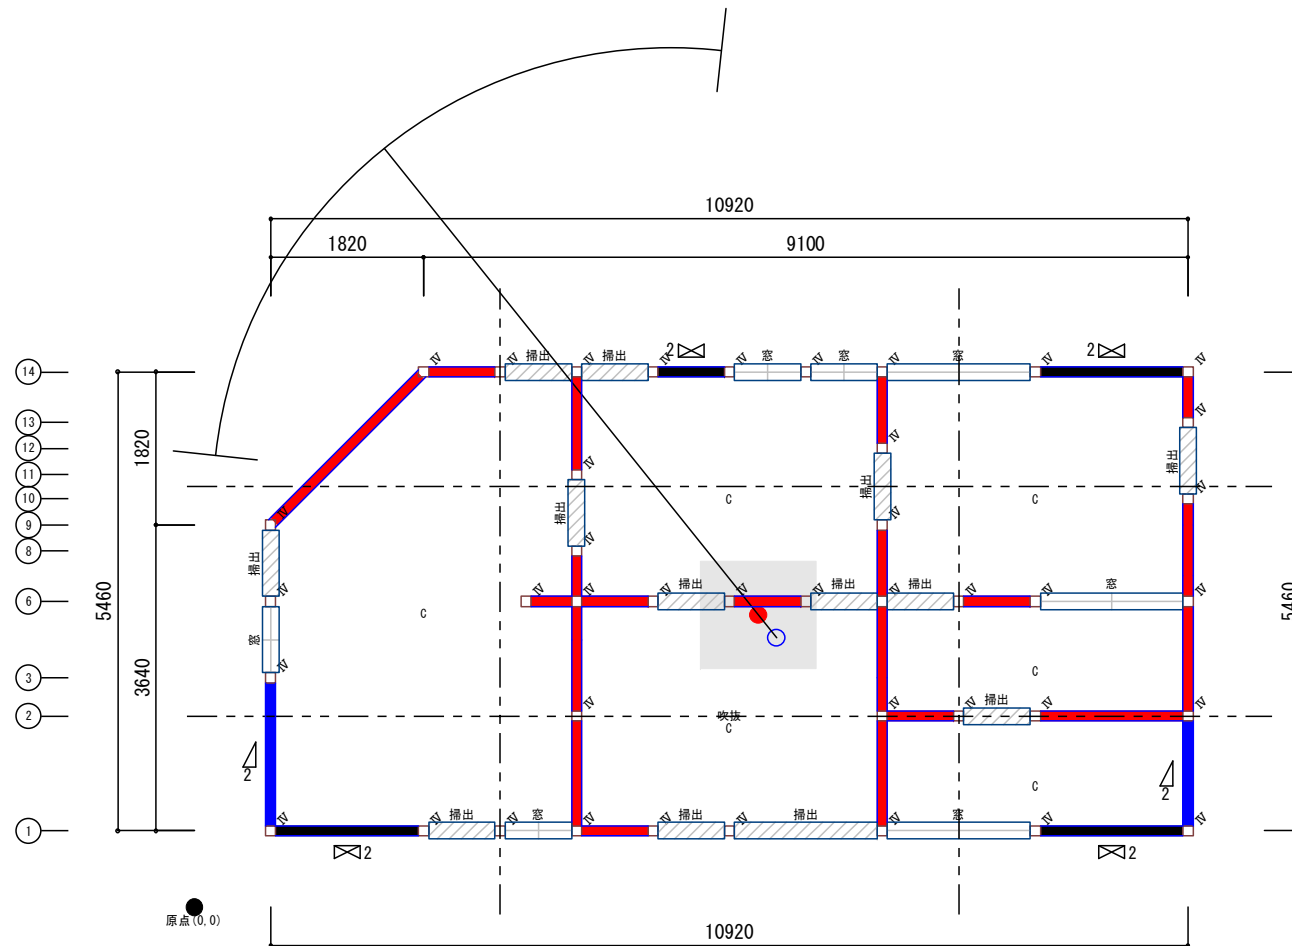 10920
1820 9100
2 2
Ⅳ Ⅳ 掃出 Ⅳ 掃出 Ⅳ Ⅳ 窓 Ⅳ 窓 Ⅳ 窓 Ⅳ Ⅳ
14
13
12
11
10
9
8
6
3
2
1
1820
3640
5460
5460
Ⅳ Ⅳ Ⅳ
掃出 掃出 掃出
Ⅳ Ⅳ Ⅳ
C C
掃出
Ⅳ Ⅳ Ⅳ 掃出 Ⅳ Ⅳ 掃出 Ⅳ 掃出 Ⅳ Ⅳ 窓 Ⅳ
C
窓
Ⅳ
C
Ⅳ 吹抜 Ⅳ Ⅳ 掃出 Ⅳ Ⅳ
C
2 2
C
Ⅳ Ⅳ 掃出 Ⅳ 窓 Ⅳ Ⅳ 掃出 Ⅳ 掃出 Ⅳ 窓 Ⅳ Ⅳ
2 2
原点(0,0)
10920